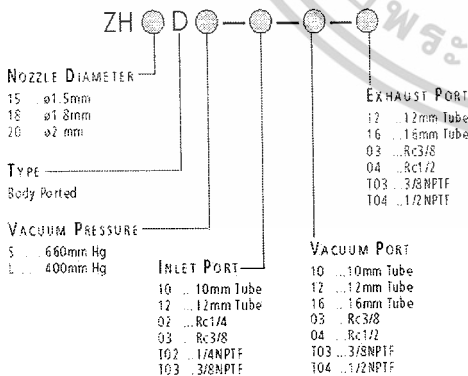 ZH D
NOZZLE DIAMETER
15 .. ø1.5mm
18 ø1 8mm
20 ø2 mm
TYPE
Body Ported
VACUUM PRESSURE
S .. 660mm Hg
L .. 400mm Hg
INLET PORT
10 .. 10mm Tube
12 ... 12mm Tube
02 ... Rc1/4
03 . Rc3/8
T02 .. 1/4NPTF
T03 . 3/8NPTF
VACUUM PORT
10 ... 10mm Tube
12 ... 12mm Tube
16 ... 16mm Tube
03 . Rc3/8
04 .. Rc1/2
T03 ... 3/8NPTF
T04 .. 1/2NPTF
EXHAUST PORT
12 .. 12mm Tube
16 ... 16mm Tube
03 ...Rc3/8
04 ...Rc1/2
T03 ...3/8NPTF
T04 ...1/2NPTF